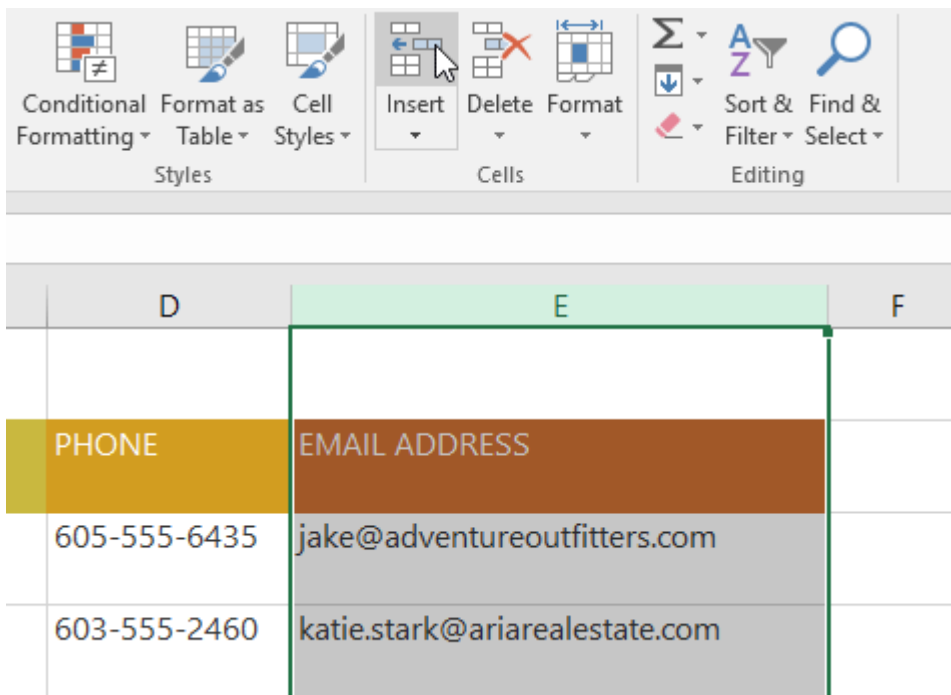 Conditional Format as Cell Insert Delete Format Sort & Find &
Formatting Table Styles Filter Select
Styles Cells Editing
D E F
PHONE EMAIL ADDRESS
605-555-6435 jake@adventureoutfitters.com
603-555-2460 katie.stark@ariarealestate.com